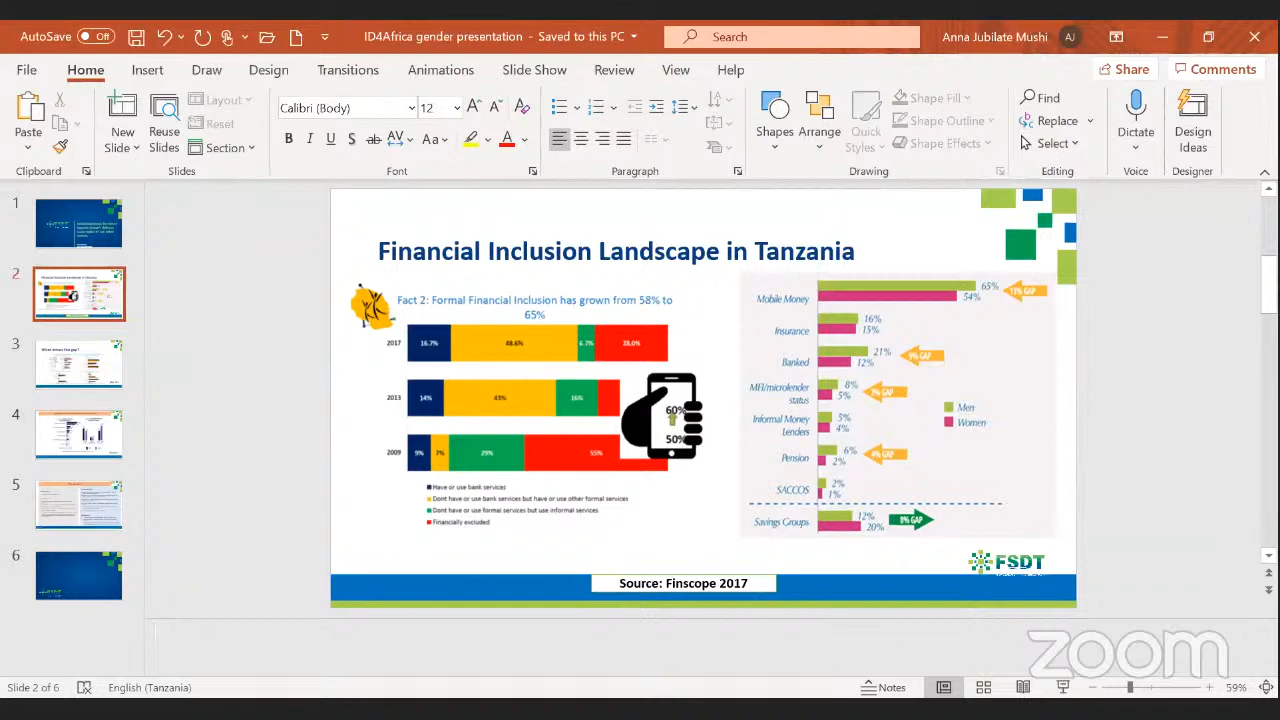 AutoSave Off
ID4Africa gender presentation - Saved to this PC
Search
Anna Jubilate Mushi AJ
File Home Insert Draw Design Transitions Animations Slide Show Review View Help
Share Comments
Paste
New Slide
Reuse Slides
Layout
Reset
Section
Calibri (Body) 12
Shapes Arrange Quick Styles
Shape Fill
Shape Outline
Shape Effects
Find
Replace
Select
Dictate
Design Ideas
Clipboard Slides Font Paragraph Drawing Editing Voice Designer
1
2
3
4
5
6
Financial Inclusion Landscape in Tanzania
Fact 2: Formal Financial Inclusion has grown from 58% to
65%
2017 16.7% 48.6% 6.7% 28.0%
2013 14% 43% 16%
2009 9% 7% 29% 55%
60%
50%
Have or use bank services
Dont have or use bank services but have or use other formal services
Dont have or use formal services but use informal services
Financially excluded
Mobile Money 65% 54%
Insurance 16% 15%
Banked 21% 12% 9% GAP
MFI/microlender status 8% 5% 3% GAP
Informal Money Lenders 5% 4%
Pension 6% 2% 4% GAP
SACCOS 2% 1%
Savings Groups 12% 20% 8% GAP
Men
Women
FSDT
Source: Finscope 2017
zoom
Slide 2 of 6 English (Tanzania) Notes 59%